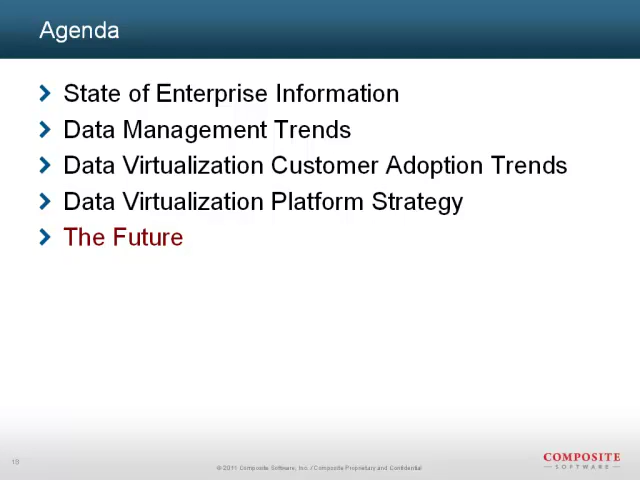 Agenda
State of Enterprise Information
Data Management Trends
Data Virtualization Customer Adoption Trends
Data Virtualization Platform Strategy
The Future
© 2011 Composite Software, Inc. / Composite Proprietary and Confidential
COMPOSITE
SOFTWARE